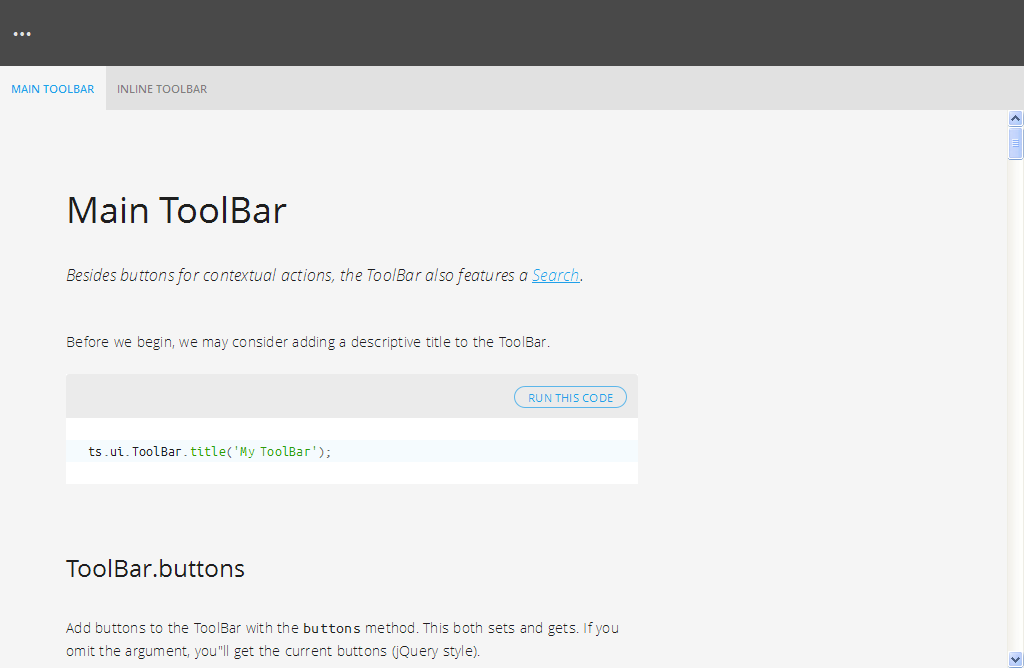 ...
MAIN TOOLBAR
INLINE TOOLBAR
Main ToolBar
Besides buttons for contextual actions, the ToolBar also features a Search.
Before we begin, we may consider adding a descriptive title to the ToolBar.
RUN THIS CODE
ts.ui.ToolBar.title('My ToolBar');
ToolBar.buttons
Add buttons to the ToolBar with the buttons method. This both sets and gets. If you
omit the argument, you"ll get the current buttons (jQuery style).